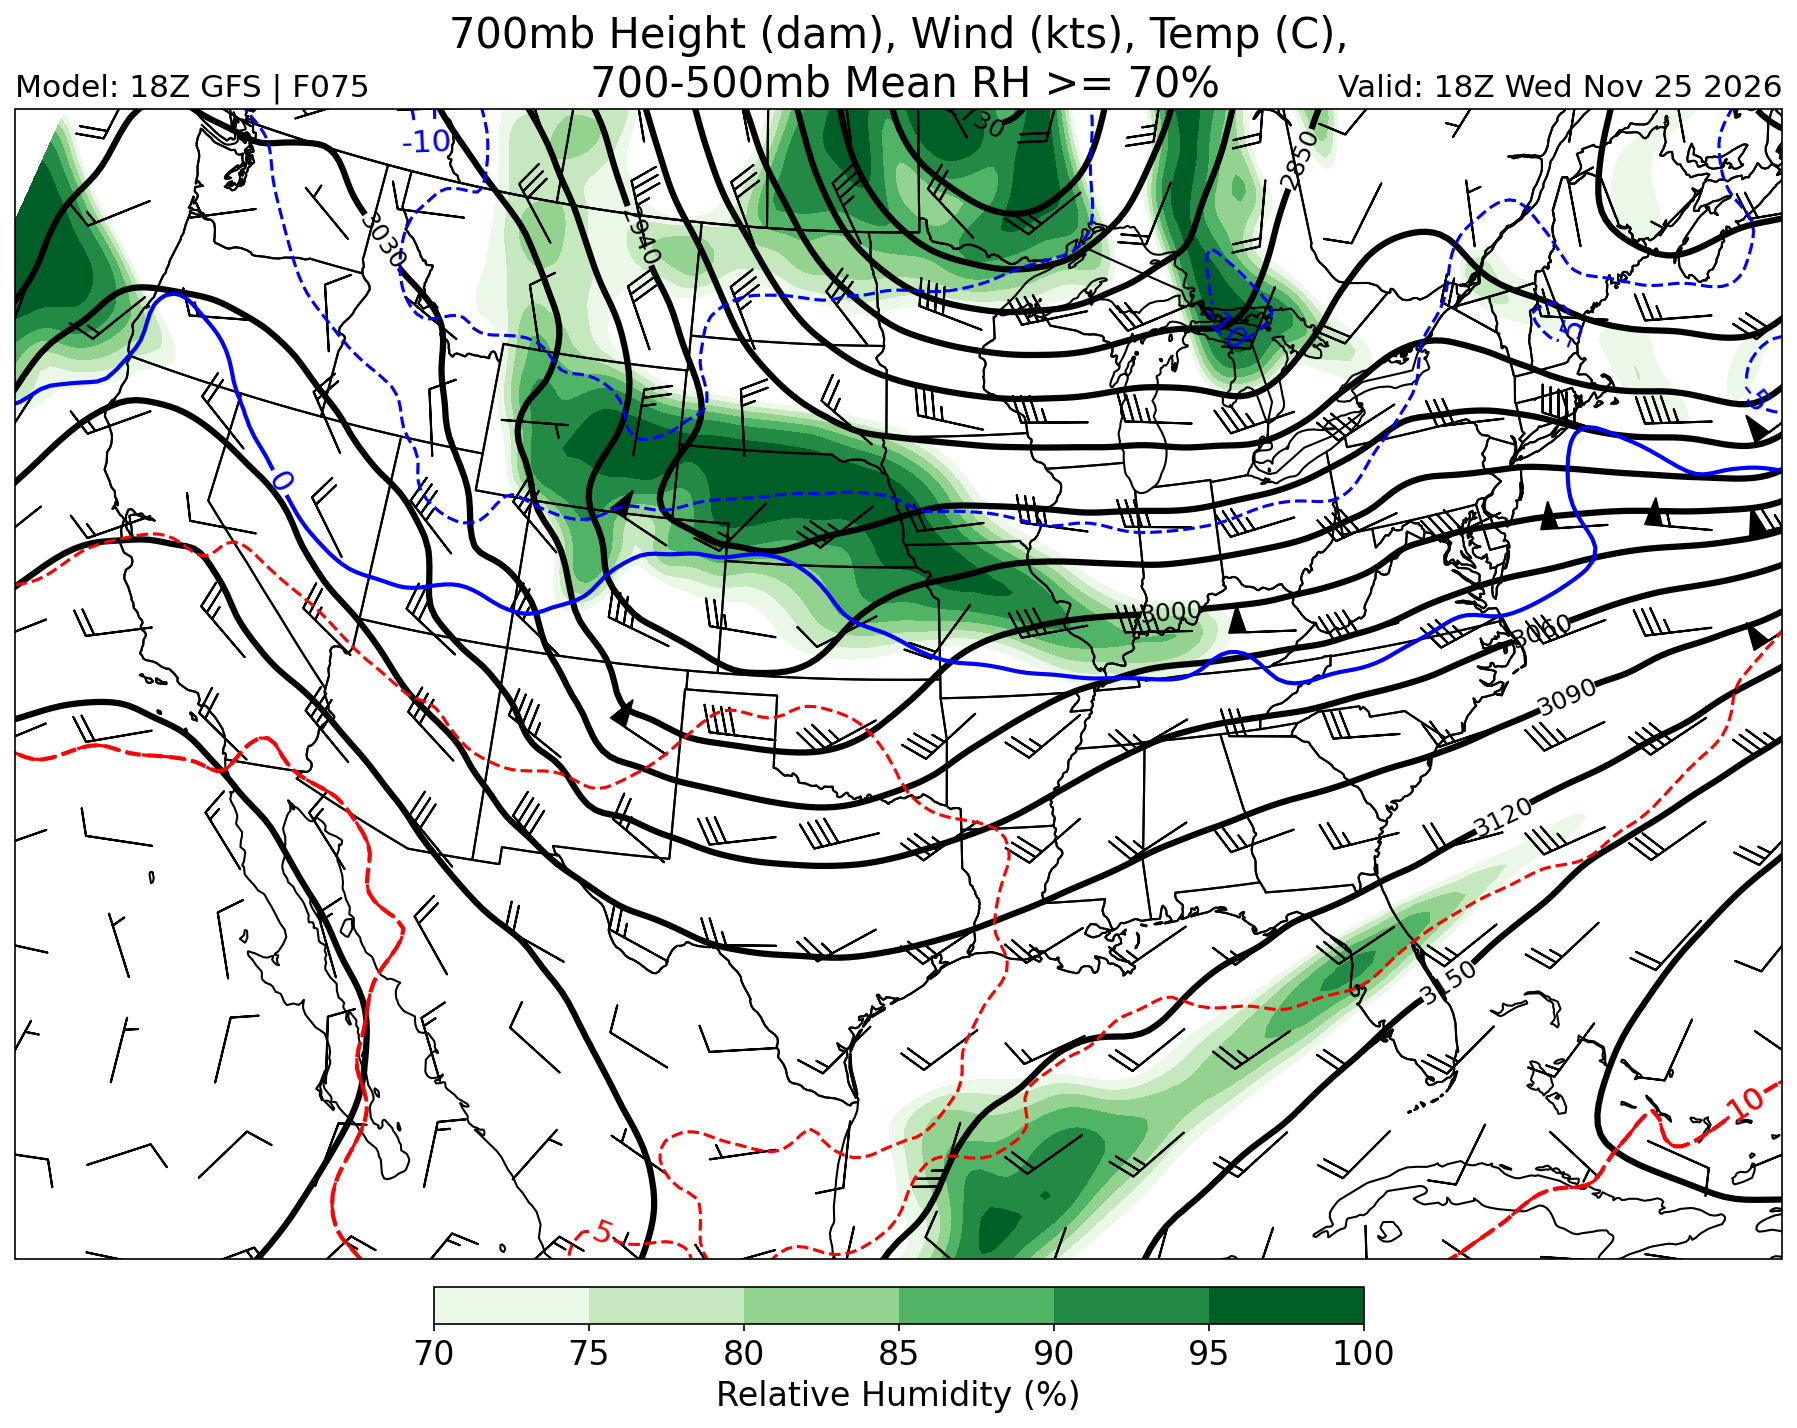 700mb Height (dam), Wind (kts), Temp (C),
Model: 18Z GFS | F075
700-500mb Mean RH >= 70%
Valid: 18Z Wed Nov 25 2026
-10
2850
3030
2940
0
-5
3000
3060
3090
3120
3150
10
5
70 75 80 85 90 95 100
Relative Humidity (%)